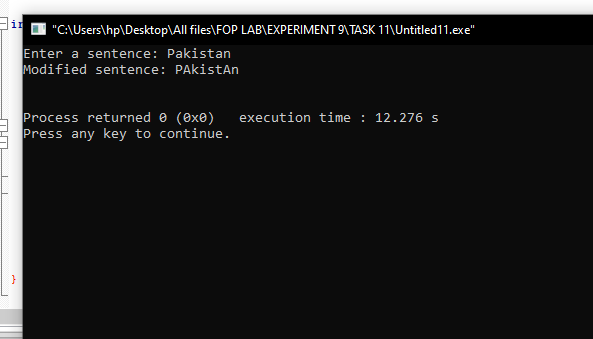 in
"C:\Users\hp\Desktop\All files\FOP LAB\EXPERIMENT 9\TASK 11\Untitled11.exe"
Enter a sentence: Pakistan
Modified sentence: PAkistAn
Process returned 0 (0x0)   execution time : 12.276 s
Press any key to continue.
}